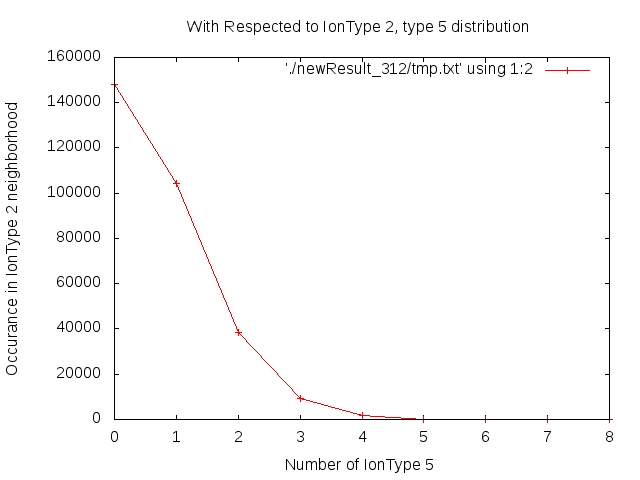 With Respected to IonType 2, type 5 distribution
'./newResult_312/tmp.txt' using 1:2
Occurance in IonType 2 neighborhood
160000
140000
120000
100000
80000
60000
40000
20000
0
0 1 2 3 4 5 6 7 8
Number of IonType 5